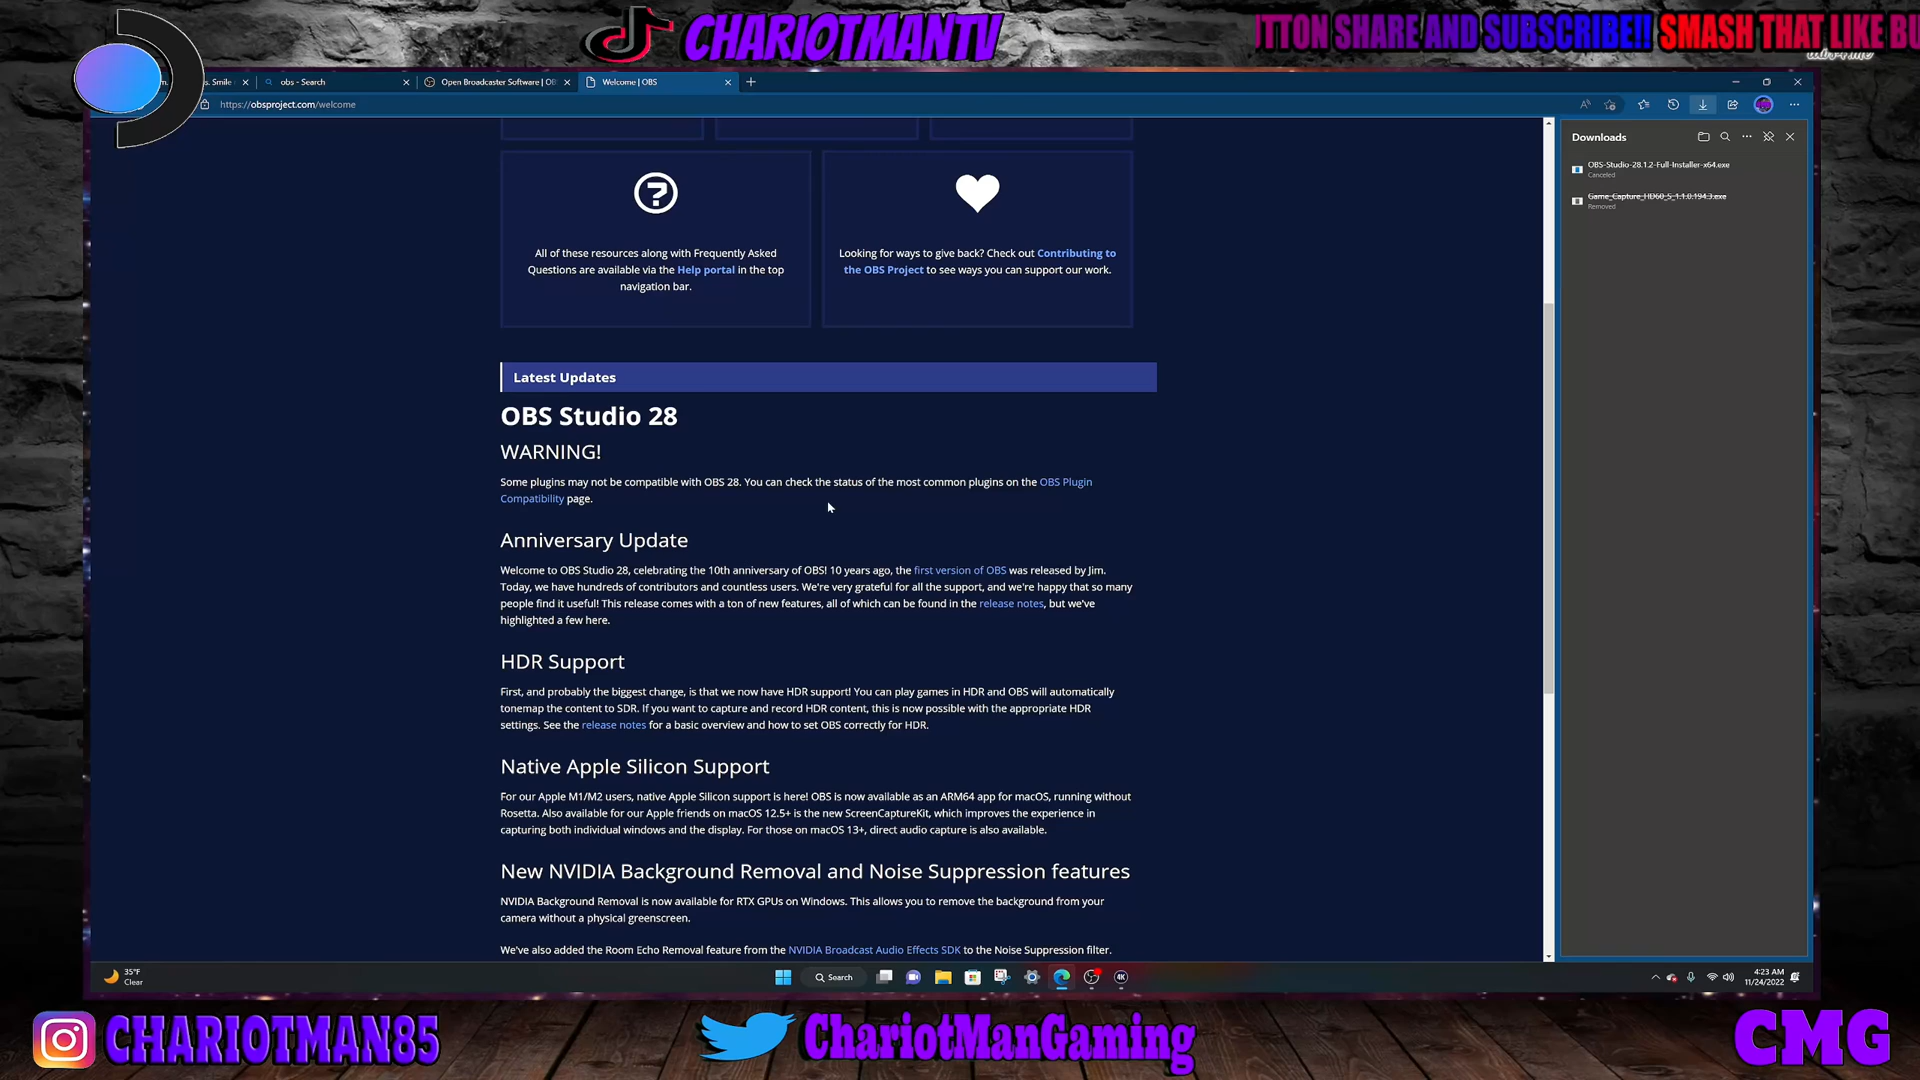 CHARIOTMANTV
TTON SHARE AND SUBSCRIBE!! SMASH THAT LIKE BU
. Smile
obs - Search
Open Broadcaster Software | OB
Welcome | OBS
https://obsproject.com/welcome
Downloads
OBS-Studio-28.1.2-Full-Installer-x64.exe
Canceled
Game_Capture_HD60_S_1.1.0.194.3.exe
Removed
All of these resources along with Frequently Asked
Questions are available via the Help portal in the top
navigation bar.
Looking for ways to give back? Check out Contributing to
the OBS Project to see ways you can support our work.
Latest Updates
OBS Studio 28
WARNING!
Some plugins may not be compatible with OBS 28. You can check the status of the most common plugins on the OBS Plugin
Compatibility page.
Anniversary Update
Welcome to OBS Studio 28, celebrating the 10th anniversary of OBS! 10 years ago, the first version of OBS was released by Jim.
Today, we have hundreds of contributors and countless users. We're very grateful for all the support, and we're happy that so many
people find it useful! This release comes with a ton of new features, all of which can be found in the release notes, but we've
highlighted a few here.
HDR Support
First, and probably the biggest change, is that we now have HDR support! You can play games in HDR and OBS will automatically
tonemap the content to SDR. If you want to capture and record HDR content, this is now possible with the appropriate HDR
settings. See the release notes for a basic overview and how to set OBS correctly for HDR.
Native Apple Silicon Support
For our Apple M1/M2 users, native Apple Silicon support is here! OBS is now available as an ARM64 app for macOS, running without
Rosetta. Also available for our Apple friends on macOS 12.5+ is the new ScreenCaptureKit, which improves the experience in
capturing both individual windows and the display. For those on macOS 13+, direct audio capture is also available.
New NVIDIA Background Removal and Noise Suppression features
NVIDIA Background Removal is now available for RTX GPUs on Windows. This allows you to remove the background from your
camera without a physical greenscreen.
We've also added the Room Echo Removal feature from the NVIDIA Broadcast Audio Effects SDK to the Noise Suppression filter.
35°F
Clear
Search
4K
4:23 AM
11/24/2022
CHARIOTMAN85
ChariotManGaming
CMG